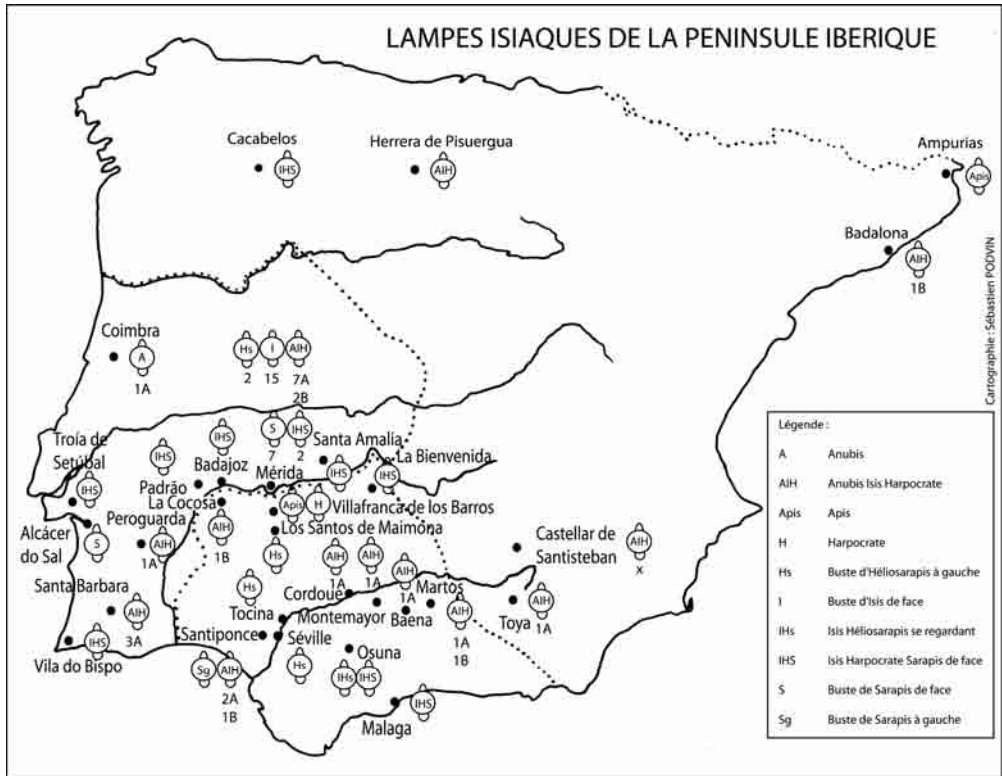 LAMPES ISIAQUES DE LA PENINSULE IBERIQUE
Cacabelos
IHS
Herrera de Pisuergua
AIH
Ampurias
Apis
Badalona
AIH
1B
Cartographie : Sébastien PODVIN
Coimbra
A
1A
Hs
2
I
15
AIH
7A
2B
S
7
IHS
2
Troía de
Setúbal
IHS
IHS
IHS
Badajoz
Padrão
La Cocosa
Mérida
Santa Amalia
IHS
La Bienvenida
IHS
Apis
H
Villafranca de los Barros
Los Santos de Maimona
Alcácer
do Sal
S
Peroguarda
AIH
1A
AIH
1B
Hs
AIH
1A
AIH
1A
AIH
1A
Castellar de
Santisteban
AIH
x
Santa Barbara
AIH
3A
Hs
Tocina
Cordoue
Montemayor
Baena
Martos
AIH
1A
1B
Toya
AIH
1A
Santiponce
Séville
Vila do Bispo
IHS
Sg
AIH
2A
1B
Hs
Osuna
IHs
IHS
Malaga
IHS
Légende :
A Anubis
AIH Anubis Isis Harpocrate
Apis Apis
H Harpocrate
Hs Buste d'Héliosarapis à gauche
I Buste d'Isis de face
IHs Isis Héliosarapis se regardant
IHS Isis Harpocrate Sarapis de face
S Buste de Sarapis de face
Sg Buste de Sarapis à gauche